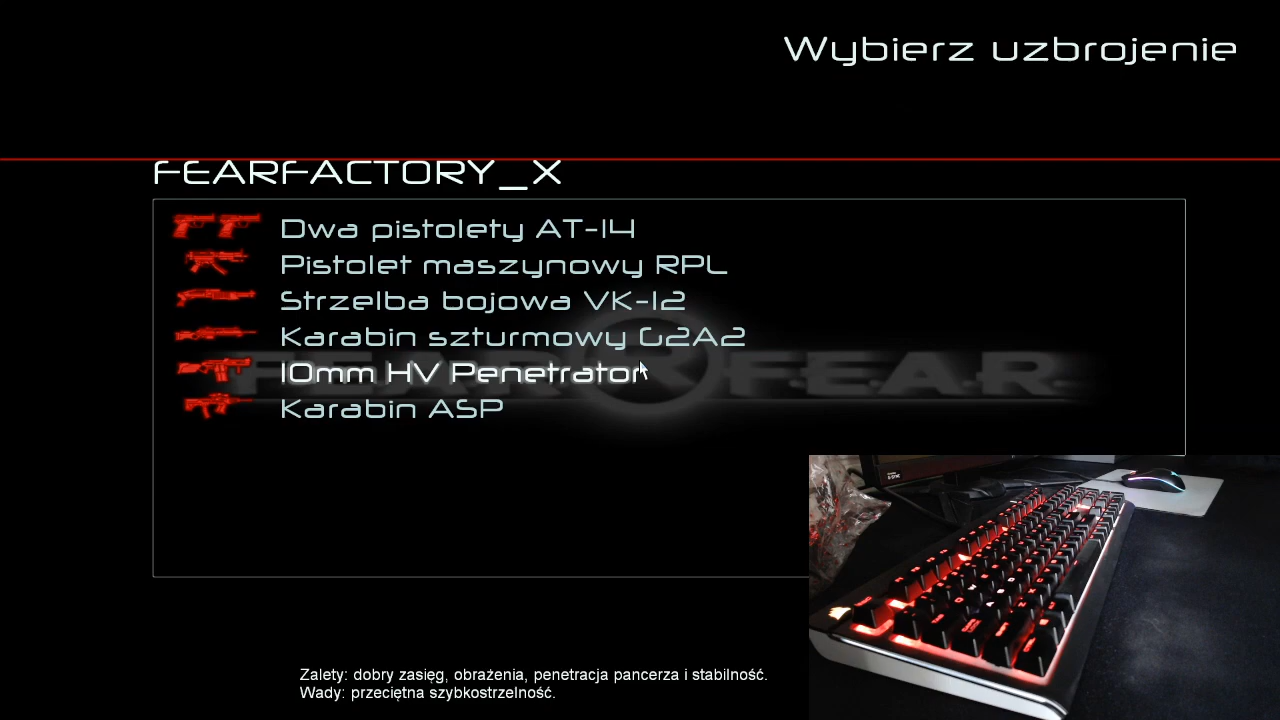 Wybierz uzbrojenie
FEARFACTORY_X
Dwa pistolety AT-14
Pistolet maszynowy RPL
Strzelba bojowa VK-12
Karabin szturmowy G2A2
10mm HV Penetrator
Karabin ASP
FEAR R F.E.A.R.
Zalety: dobry zasięg, obrażenia, penetracja pancerza i stabilność.
Wady: przeciętna szybkostrzelność.